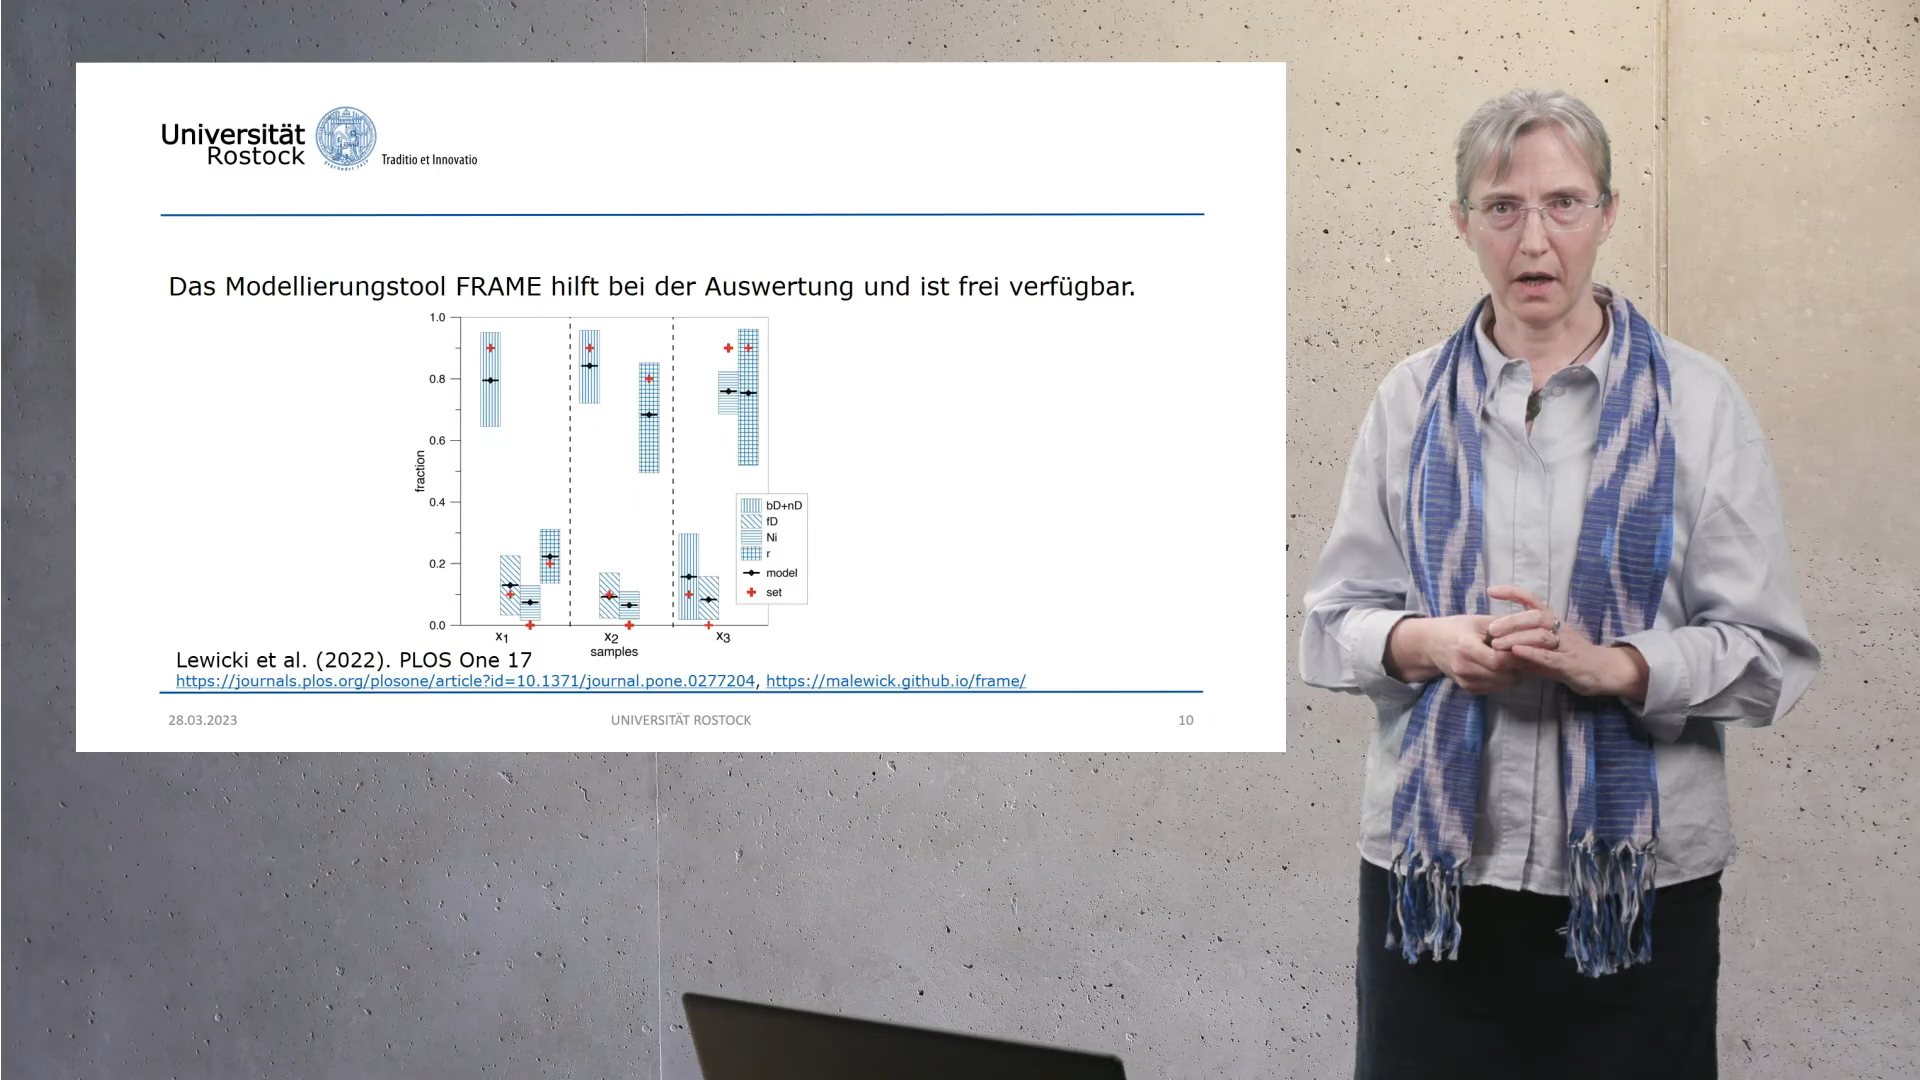 Universität
Rostock
Traditio et Innovatio
Das Modellierungstool FRAME hilft bei der Auswertung und ist frei verfügbar.
1.0
0.8
0.6
0.4
0.2
0.0
fraction
bD+nD
fD
Ni
r
model
set
x1 x2 x3
samples
Lewicki et al. (2022). PLOS One 17
https://journals.plos.org/plosone/article?id=10.1371/journal.pone.0277204, https://malewick.github.io/frame/
28.03.2023 UNIVERSITÄT ROSTOCK 10